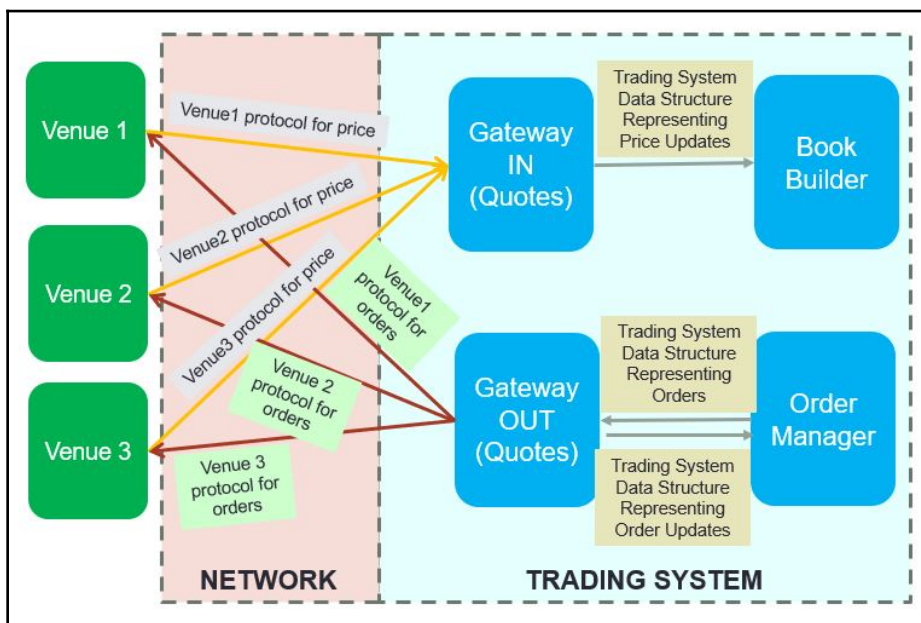 Venue 1
Venue 2
Venue 3
Venue1 protocol for price
Venue2 protocol for price
Venue3 protocol for price
Venue1
protocol for
orders
Venue 2
protocol for
orders
Venue 3
protocol for
orders
NETWORK
Gateway
IN
(Quotes)
Trading System
Data Structure
Representing
Price Updates
Book
Builder
Gateway
OUT
(Quotes)
Trading System
Data Structure
Representing
Orders
Trading System
Data Structure
Representing
Order Updates
Order
Manager
TRADING SYSTEM